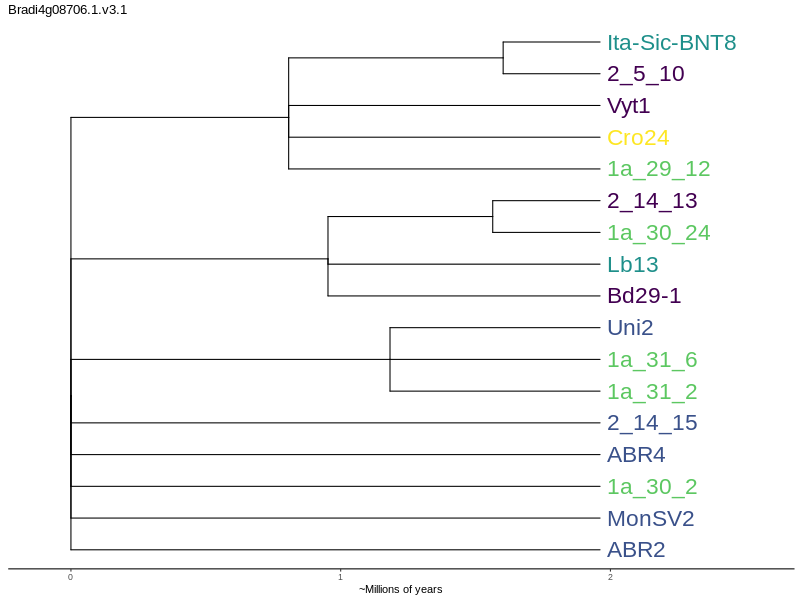 Bradi4g08706.1.v3.1
Ita-Sic-BNT8
2_5_10
Vyt1
Cro24
1a_29_12
2_14_13
1a_30_24
Lb13
Bd29-1
Uni2
1a_31_6
1a_31_2
2_14_15
ABR4
1a_30_2
MonSV2
ABR2
0 1 2
~Millions of years